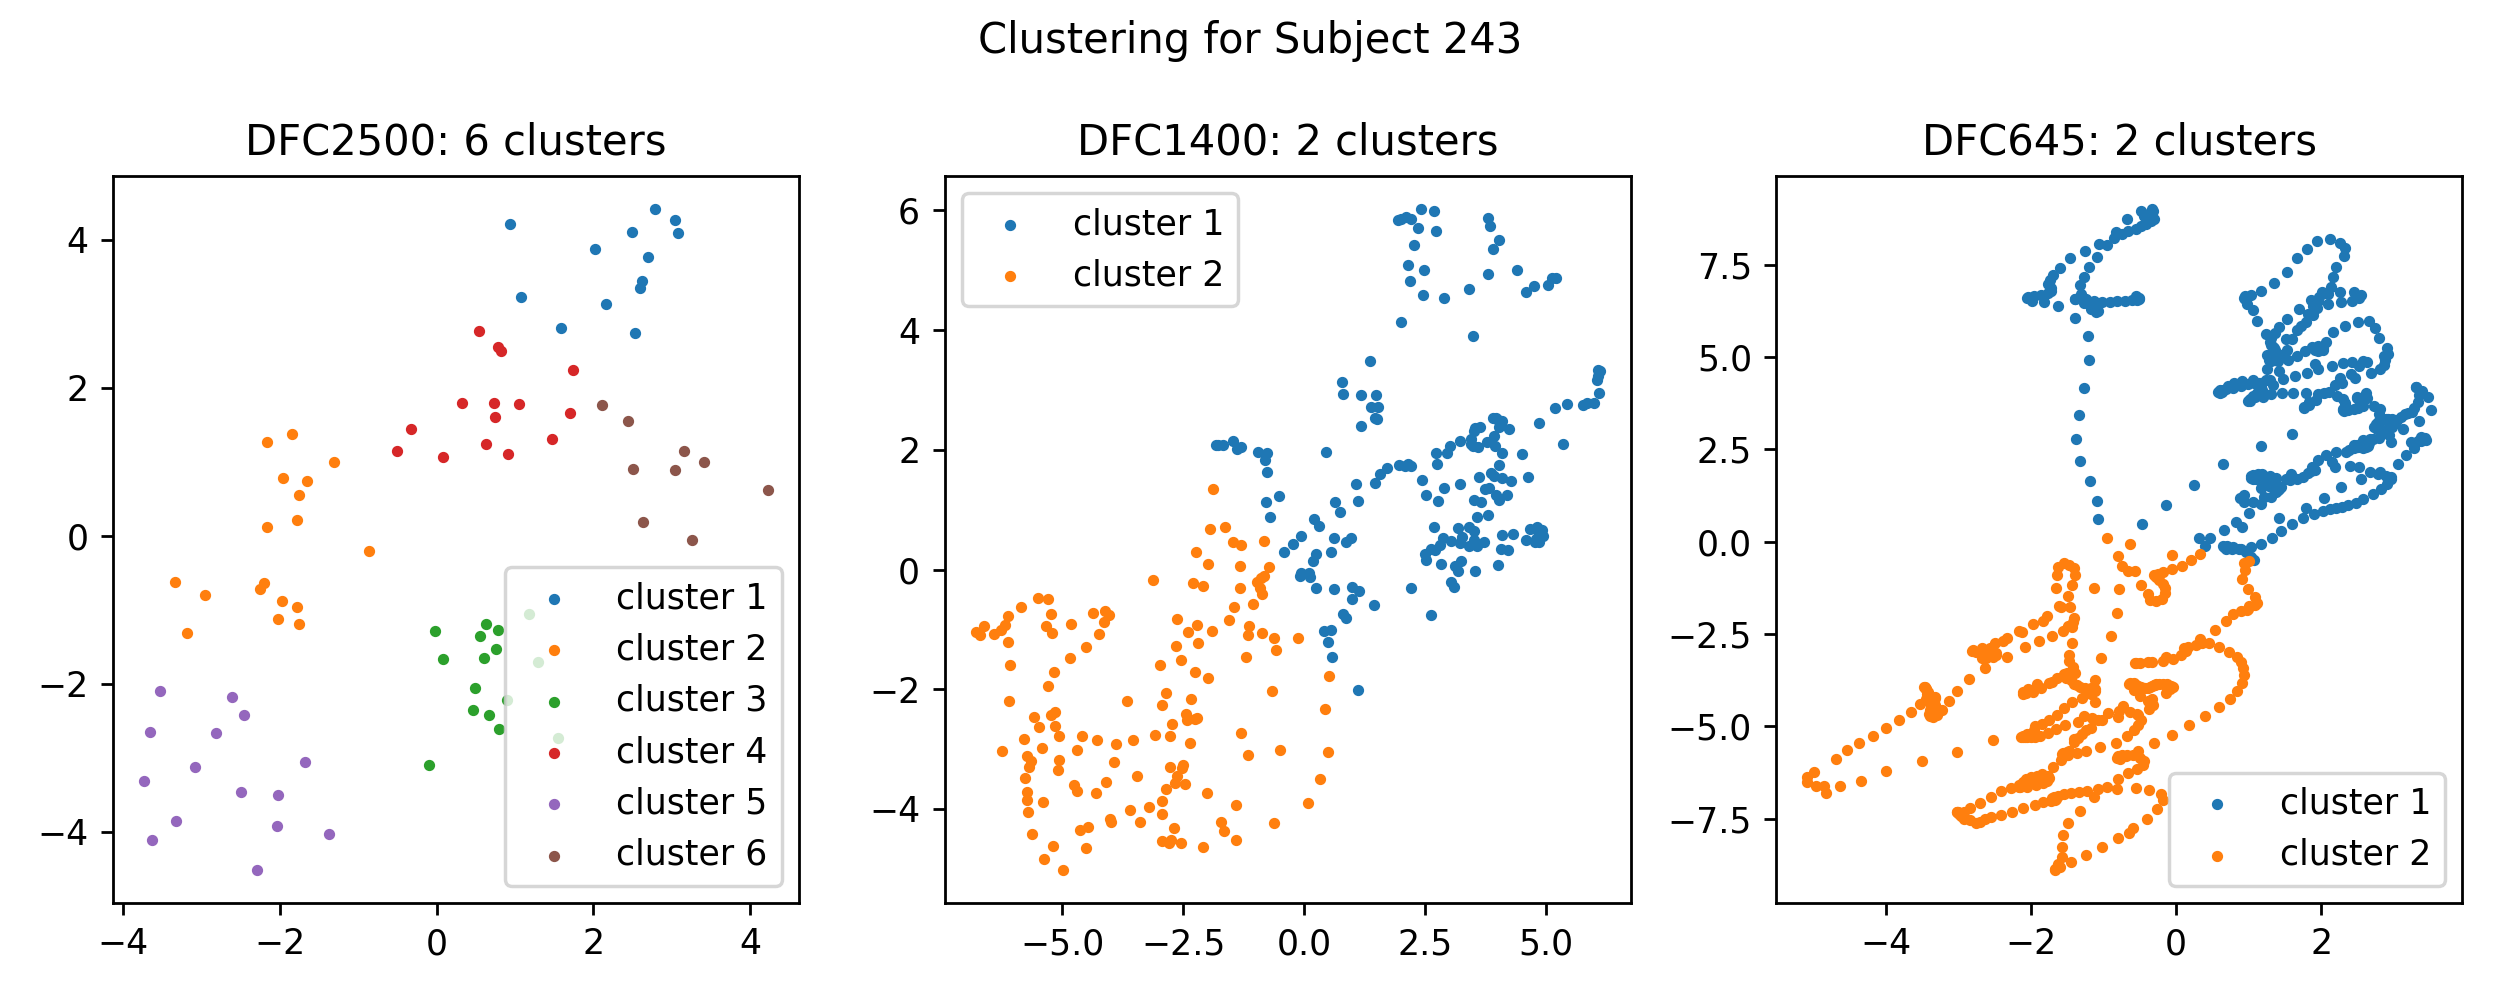 Clustering for Subject 243
DFC2500: 6 clusters
4
2
0
−2
−4
−4
−2
0
2
4
cluster 1
cluster 2
cluster 3
cluster 4
cluster 5
cluster 6
DFC1400: 2 clusters
6
4
2
0
−2
−4
−5.0
−2.5
0.0
2.5
5.0
cluster 1
cluster 2
DFC645: 2 clusters
7.5
5.0
2.5
0.0
−2.5
−5.0
−7.5
−4
−2
0
2
cluster 1
cluster 2